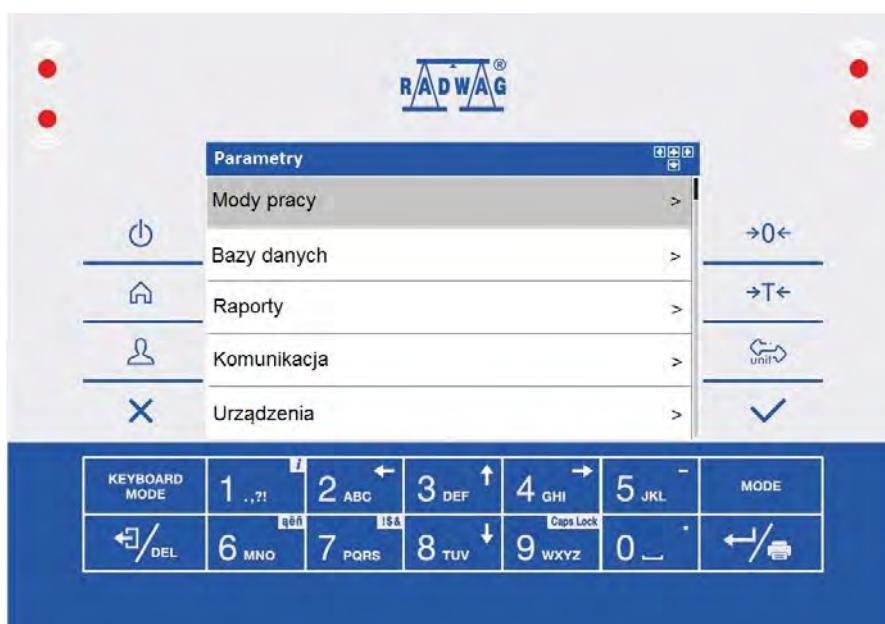 RADWAG®
Parametry
Mody pracy >
Bazy danych >
Raporty >
Komunikacja >
Urządzenia >
→0←
→T←
unit
KEYBOARD MODE
1 .,?! i
2 ABC ←
3 DEF ↑
4 GHI →
5 JKL -
MODE
DEL
6 MNO ąëñ
7 PQRS !$&
8 TUV ↓
9 WXYZ Caps Lock
0 .